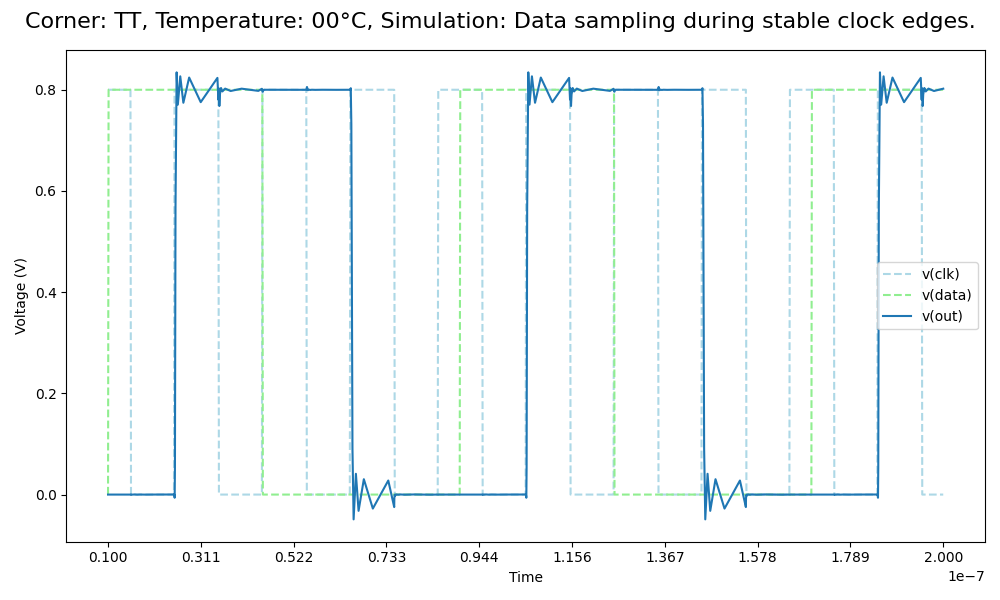 Corner: TT, Temperature: 00°C, Simulation: Data sampling during stable clock edges.
Voltage (V)
0.8
0.6
0.4
0.2
0.0
v(clk)
v(data)
v(out)
0.100 0.311 0.522 0.733 0.944 1.156 1.367 1.578 1.789 2.000
Time
1e−7